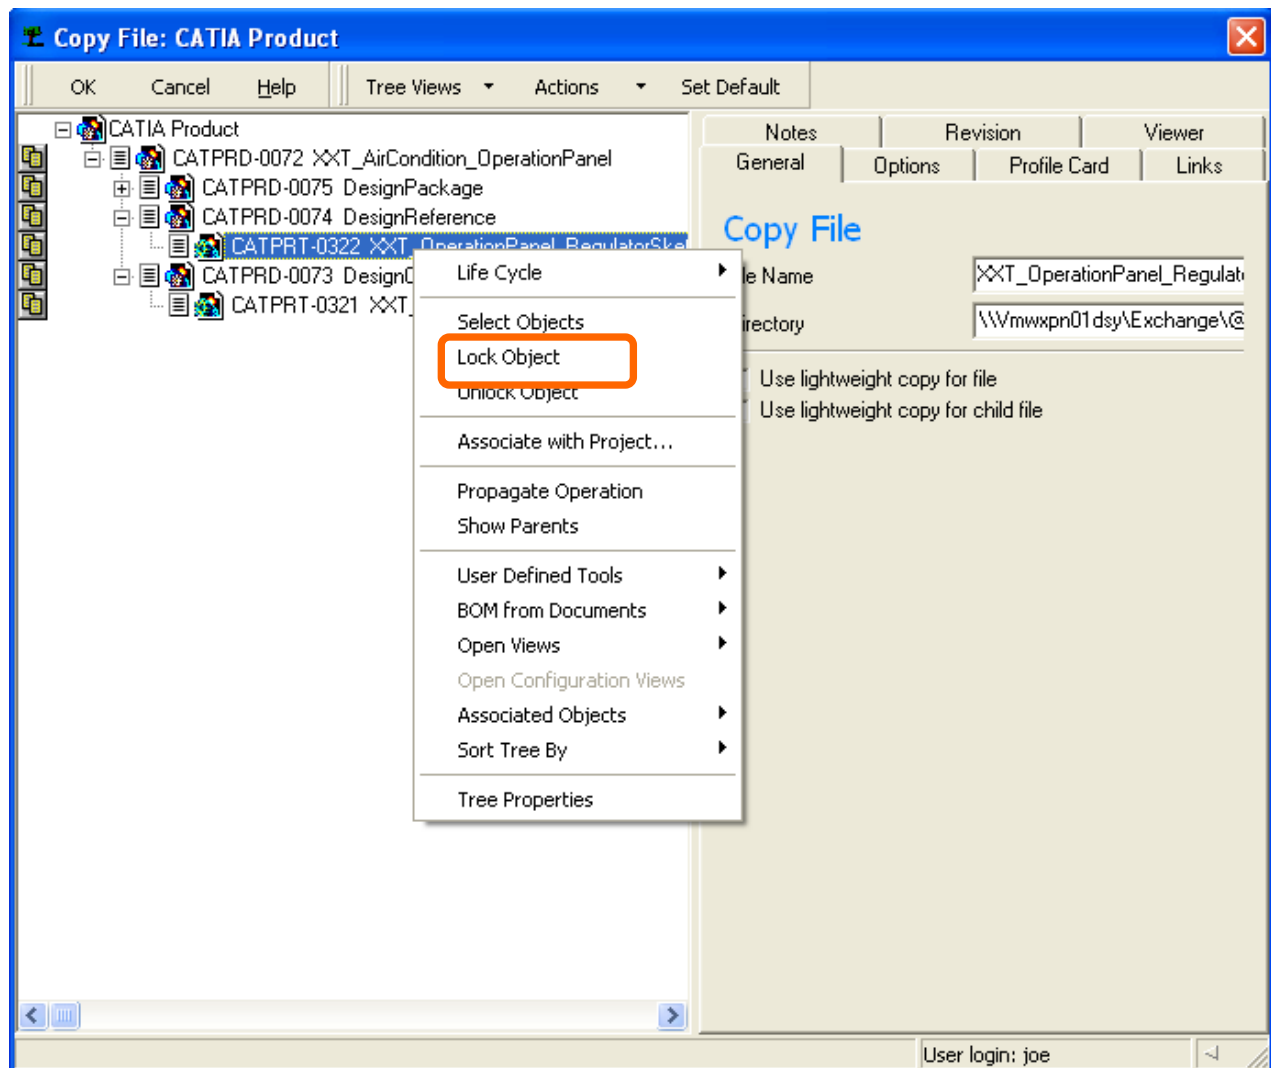 Copy File: CATIA Product
OK Cancel Help Tree Views Actions Set Default
CATIA Product
CATPRD-0072 XXT_AirCondition_OperationPanel
CATPRD-0075 DesignPackage
CATPRD-0074 DesignReference
CATPRT-0322 XXT_OperationPanel_RegulatorSke
CATPRD-0073 Design
CATPRT-0321 XXT_
Life Cycle
Select Objects
Lock Object
Unlock Object
Associate with Project...
Propagate Operation
Show Parents
User Defined Tools
BOM from Documents
Open Views
Open Configuration Views
Associated Objects
Sort Tree By
Tree Properties
Notes Revision Viewer
General Options Profile Card Links
Copy File
le Name XXT_OperationPanel_Regulat
irectory \\Vmwxpn01dsy\Exchange\@
Use lightweight copy for file
Use lightweight copy for child file
User login: joe